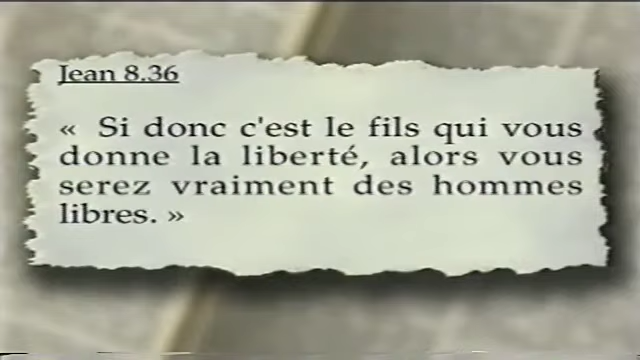 Jean 8.36
« Si donc c'est le fils qui vous
donne la liberté, alors vous
serez vraiment des hommes
libres. »